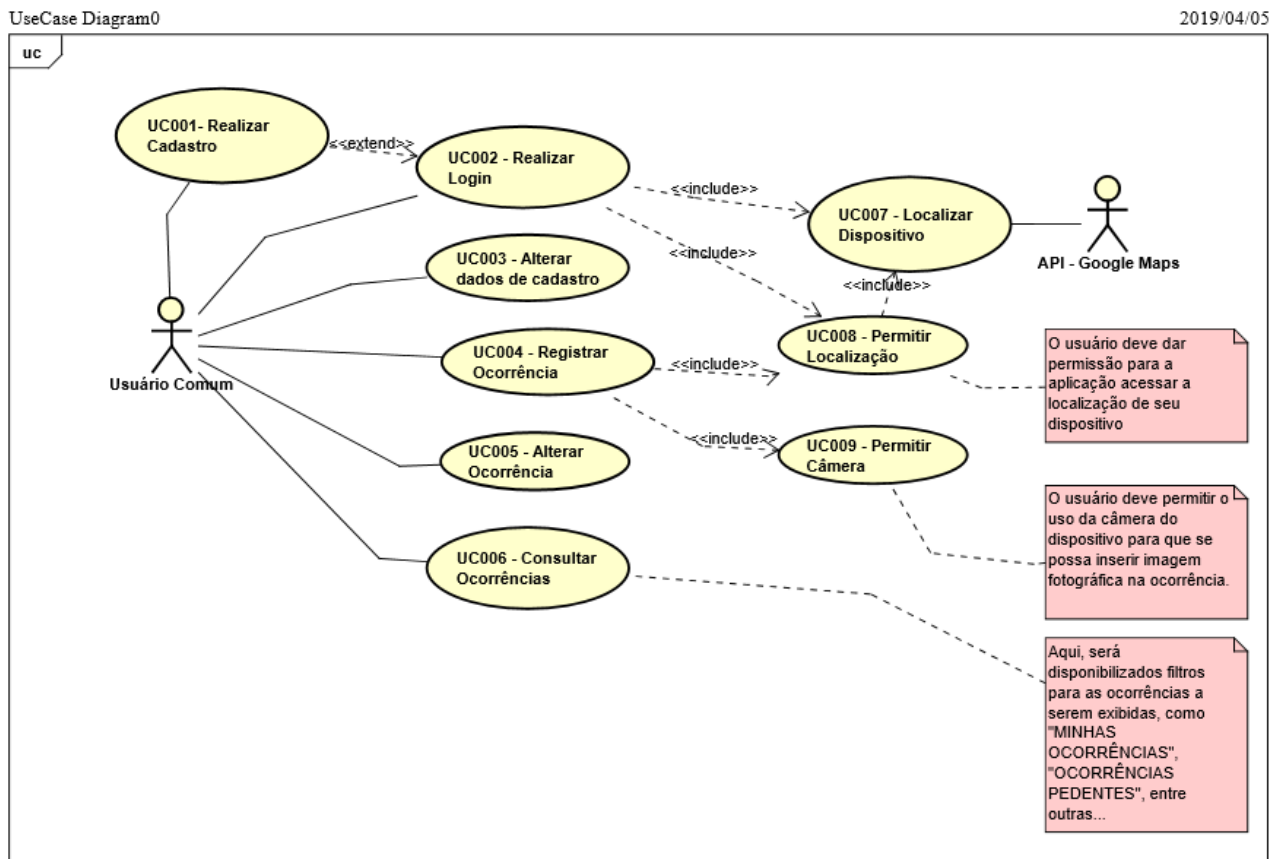 UseCase Diagram0
2019/04/05
uc
UC001- Realizar
Cadastro
<<extend>>
UC002 - Realizar
Login
<<include>>
UC007 - Localizar
Dispositivo
API - Google Maps
<<include>>
UC003 - Alterar
dados de cadastro
<<include>>
Usuário Comum
UC004 - Registrar
Ocorrência
<<include>>
UC008 - Permitir
Localização
O usuário deve dar
permissão para a
aplicação acessar a
localização de seu
dispositivo
<<include>>
UC005 - Alterar
Ocorrência
UC009 - Permitir
Câmera
O usuário deve permitir o
uso da câmera do
dispositivo para que se
possa inserir imagem
fotográfica na ocorrência.
UC006 - Consultar
Ocorrências
Aqui, será
disponibilizados filtros
para as ocorrências a
serem exibidas, como
"MINHAS
OCORRÊNCIAS",
"OCORRÊNCIAS
PEDENTES", entre
outras...